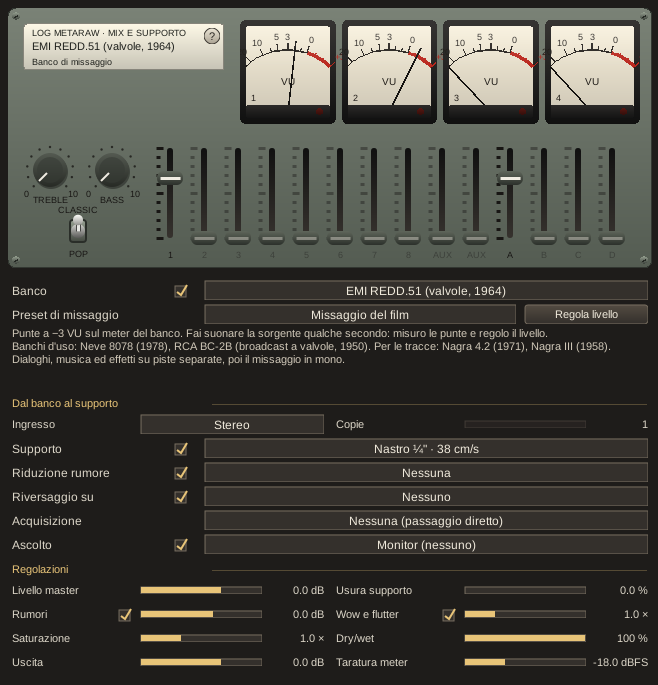 LOG METARAW · MIX E SUPPORTO
EMI REDD.51 (valvole, 1964)
Banco di missaggio
?
10 5 3 0
VU
1
10 5 3 0
VU
2
10 5 3 0
VU
3
10 5 3 0
VU
4
0 10 0 10
TREBLE BASS
CLASSIC
POP
1 2 3 4 5 6 7 8 AUX AUX A B C D
Banco EMI REDD.51 (valvole, 1964)
Preset di missaggio Missaggio del film Regola livello
Punte a −3 VU sul meter del banco. Fai suonare la sorgente qualche secondo: misuro le punte e regolo il livello.
Banchi d'uso: Neve 8078 (1978), RCA BC-2B (broadcast a valvole, 1950). Per le tracce: Nagra 4.2 (1971), Nagra III (1958).
Dialoghi, musica ed effetti su piste separate, poi il missaggio in mono.
Dal banco al supporto
Ingresso Stereo Copie 1
Supporto Nastro ¼" · 38 cm/s
Riduzione rumore Nessuna
Riversaggio su Nessuno
Acquisizione Nessuna (passaggio diretto)
Ascolto Monitor (nessuno)
Regolazioni
Livello master 0.0 dB Usura supporto 0.0 %
Rumori 0.0 dB Wow e flutter 1.0 ×
Saturazione 1.0 × Dry/wet 100 %
Uscita 0.0 dB Taratura meter -18.0 dBFS